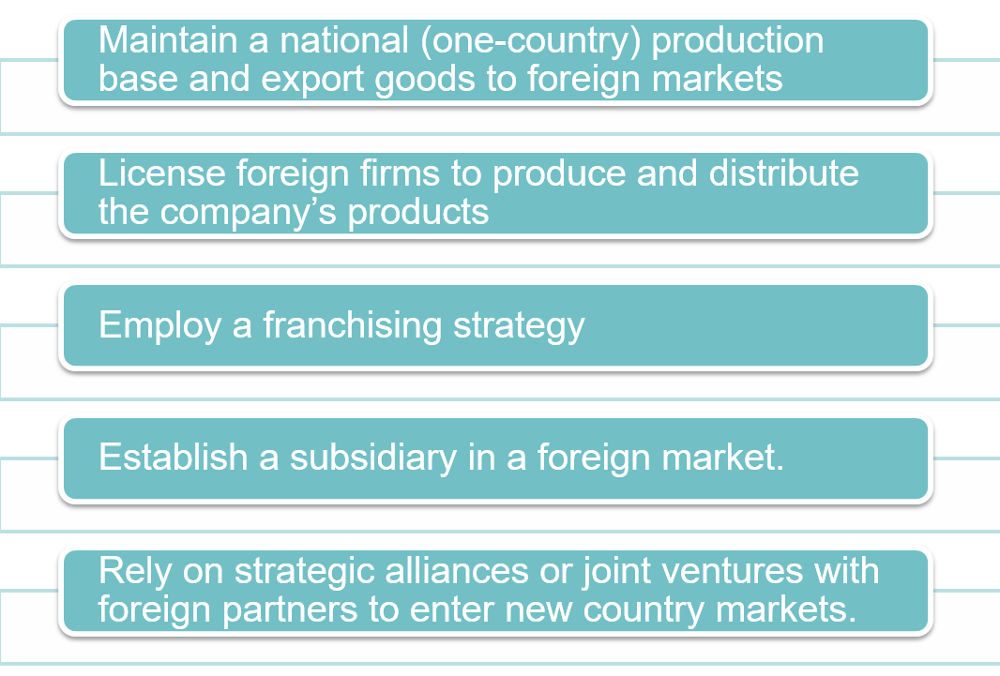 Maintain a national (one-country) production
base and export goods to foreign markets
License foreign firms to produce and distribute
the company’s products
Employ a franchising strategy
Establish a subsidiary in a foreign market.
Rely on strategic alliances or joint ventures with
foreign partners to enter new country markets.